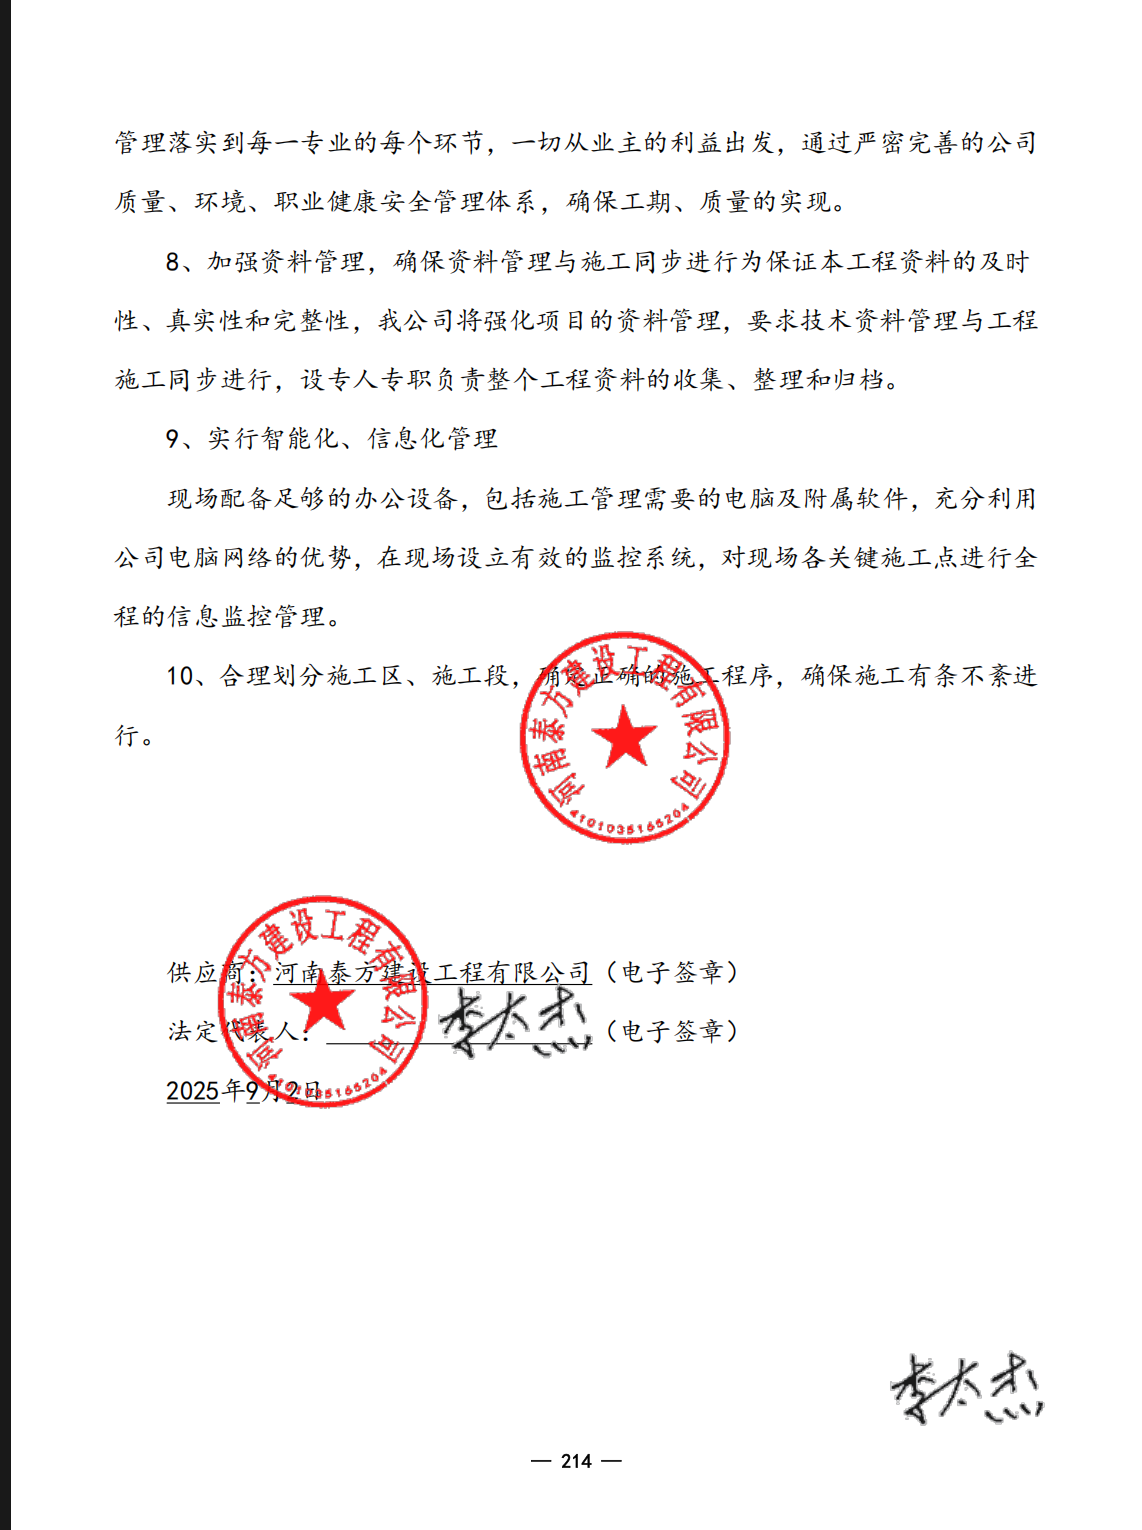 管理落实到每一专业的每个环节，一切从业主的利益出发，通过严密完善的公司
质量、环境、职业健康安全管理体系，确保工期、质量的实现。
8、加强资料管理，确保资料管理与施工同步进行为保证本工程资料的及时
性、真实性和完整性，我公司将强化项目的资料管理，要求技术资料管理与工程
施工同步进行，设专人专职负责整个工程资料的收集、整理和归档。
9、实行智能化、信息化管理
现场配备足够的办公设备，包括施工管理需要的电脑及附属软件，充分利用
公司电脑网络的优势，在现场设立有效的监控系统，对现场各关键施工点进行全
程的信息监控管理。
10、合理划分施工区、施工段，确定正确的施工程序，确保施工有条不紊进
行。
河南泰方建设工程有限公司
4101035165204
供应商：河南泰方建设工程有限公司（电子签章）
法定代表人：李太杰（电子签章）
2025年9月2日
河南泰方建设工程有限公司
4101035165204
李太杰
— 214 —